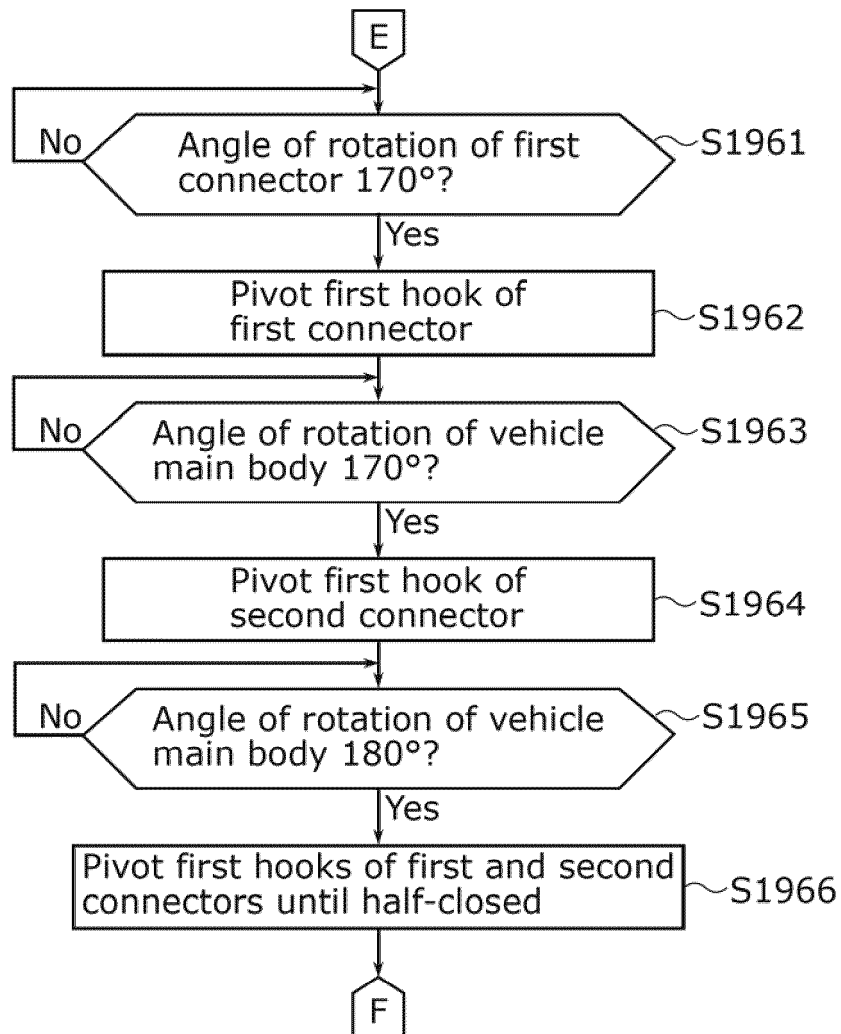 E
No
Angle of rotation of first
connector 170°?
S1961
Yes
Pivot first hook of
first connector
S1962
No
Angle of rotation of vehicle
main body 170°?
S1963
Yes
Pivot first hook of
second connector
S1964
No
Angle of rotation of vehicle
main body 180°?
S1965
Yes
Pivot first hooks of first and second
connectors until half-closed
S1966
F